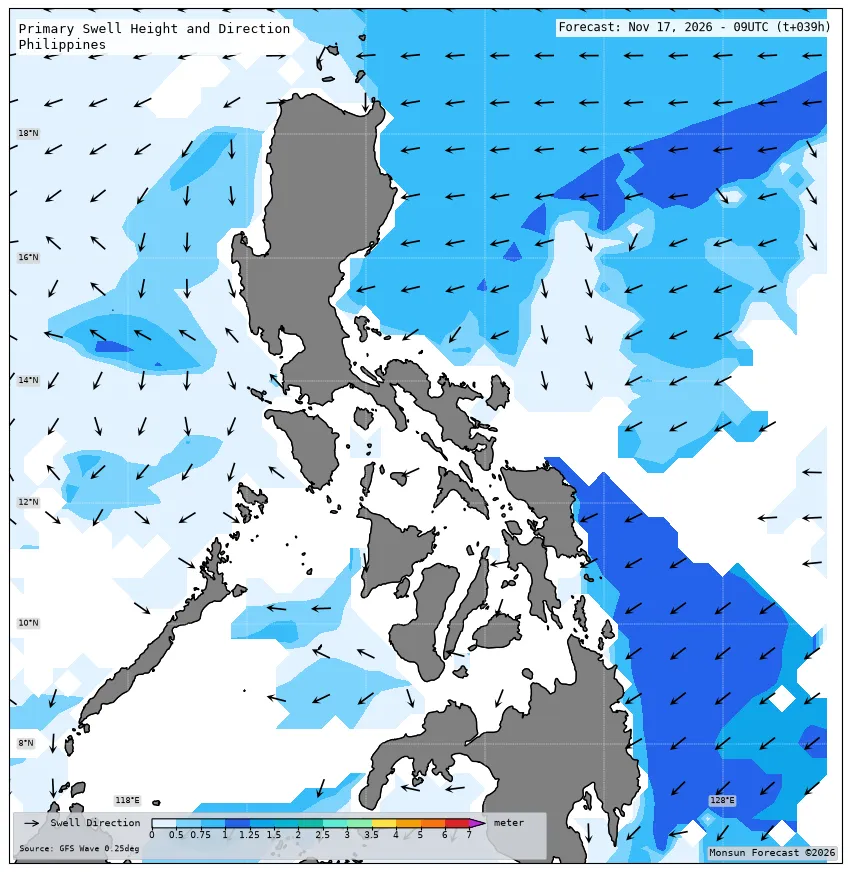 Primary Swell Height and Direction
Philippines
Forecast: Nov 17, 2026 - 09UTC (t+039h)
18°N
16°N
14°N
12°N
10°N
8°N
118°E
128°E
Swell Direction
meter
0 0.5 0.75 1 1.25 1.5 2 2.5 3 3.5 4 5 6 7
Source: GFS Wave 0.25deg
Monsun Forecast ©2026